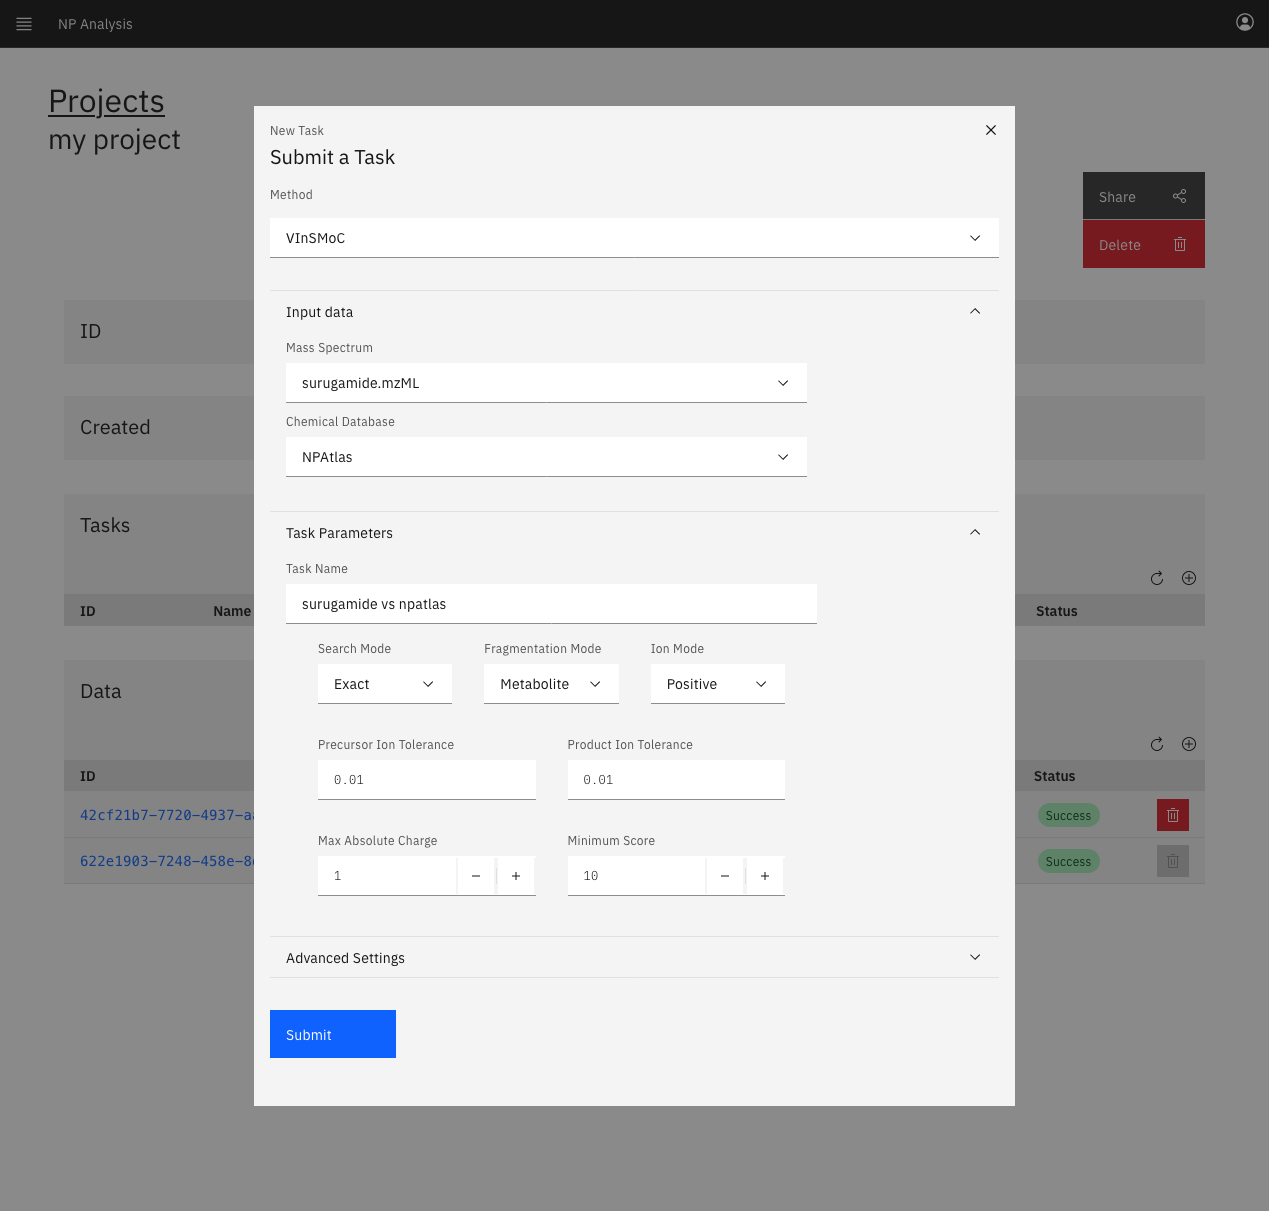 NP Analysis
Projects
my project
New Task
Submit a Task
Method
VInSMoC
Share
Delete
Input data
ID
Mass Spectrum
surugamide.mzML
Chemical Database
Created
NPAtlas
Tasks
Task Parameters
Task Name
surugamide vs npatlas
ID Name Status
Search Mode Fragmentation Mode Ion Mode
Exact Metabolite Positive
Data
Precursor Ion Tolerance Product Ion Tolerance
0.01 0.01
ID Status
42cf21b7-7720-4937-a Success
Max Absolute Charge Minimum Score
622e1903-7248-458e-8 Success
1 − + 10 − +
Advanced Settings
Submit